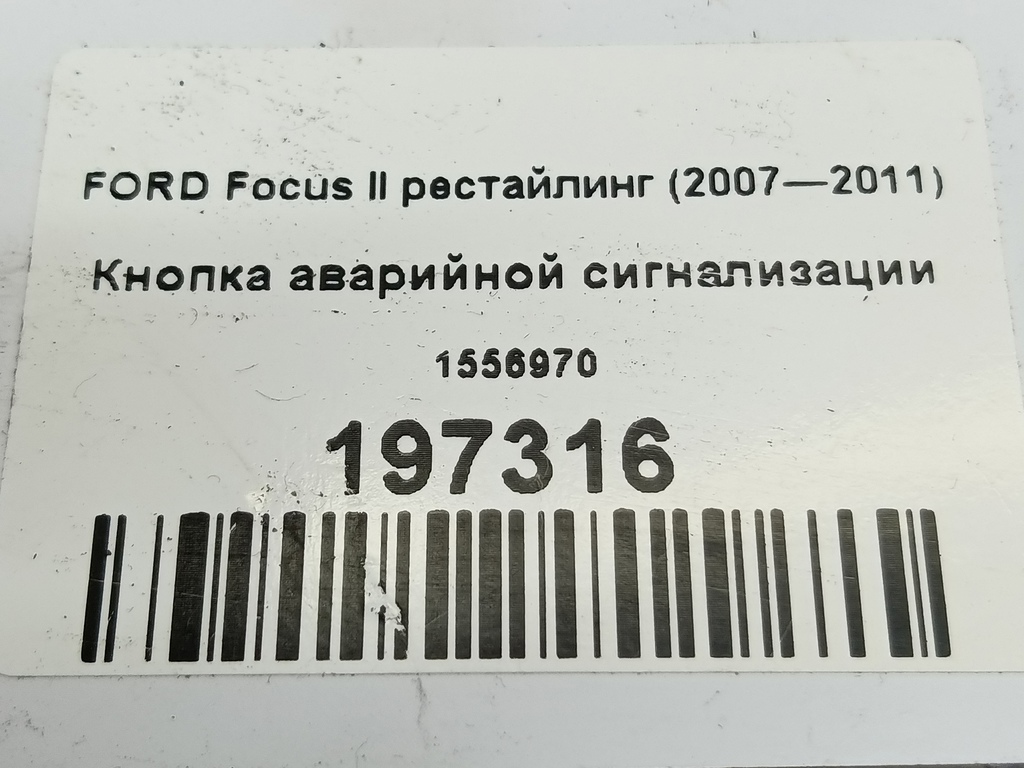 FORD Focus II рестайлинг (2007—2011)
Кнопка аварийной сигнализации
1556970
197316